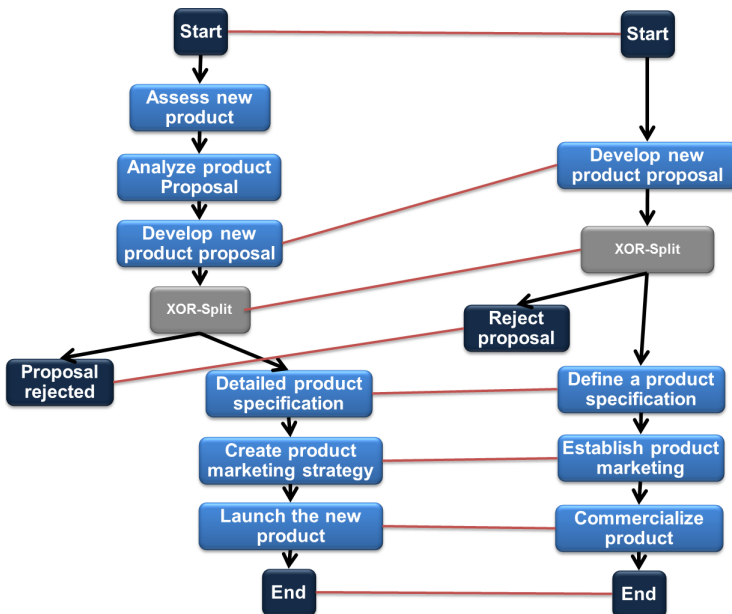 Start
Start
Assess new
product
Analyze product
Proposal
Develop new
product proposal
Develop new
product proposal
XOR-Split
XOR-Split
Reject
proposal
Proposal
rejected
Detailed product
specification
Define a product
specification
Create product
marketing strategy
Establish product
marketing
Launch the new
product
Commercialize
product
End
End